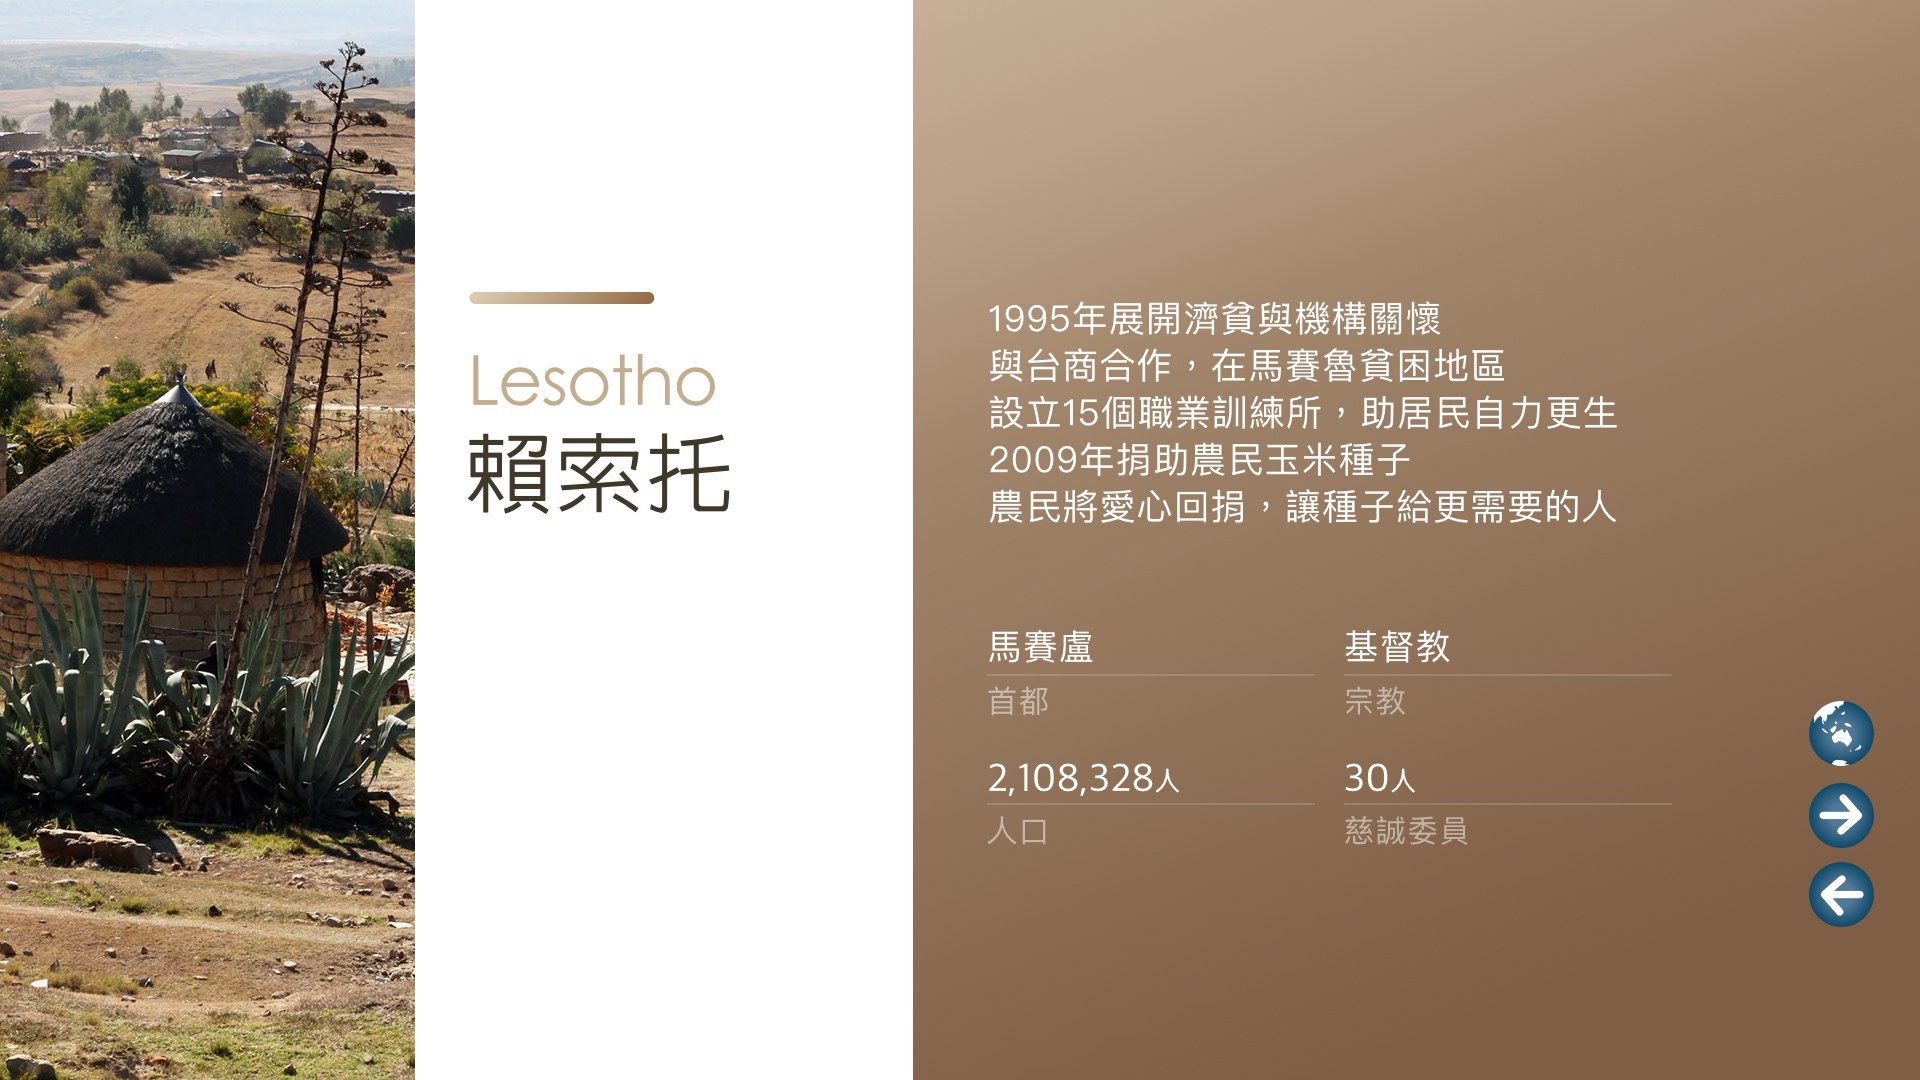 Lesotho
賴索托
1995年展開濟貧與機構關懷
與台商合作，在馬賽魯貧困地區
設立15個職業訓練所，助居民自力更生
2009年捐助農民玉米種子
農民將愛心回捐，讓種子給更需要的人
馬賽盧
首都
基督教
宗教
2,108,328人
人口
30人
慈誠委員